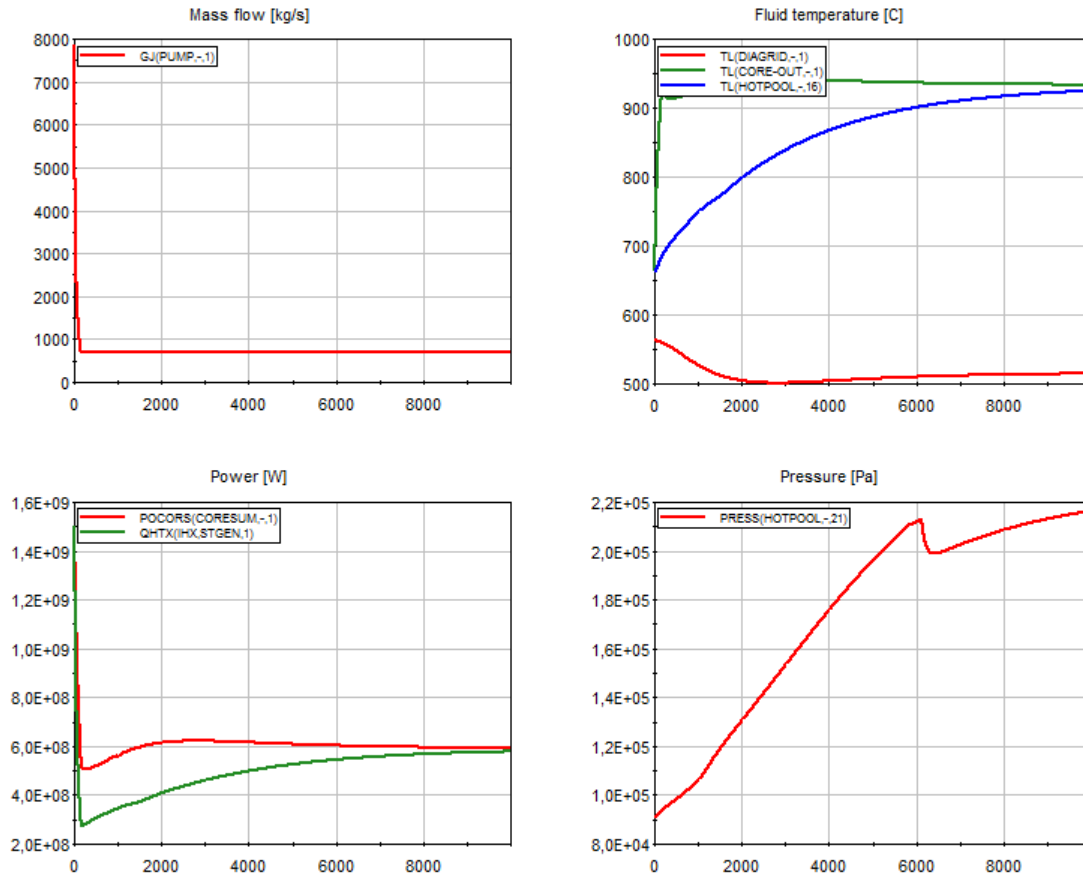 Mass flow [kg/s]
8000
7000
6000
5000
4000
3000
2000
1000
0
GJ(PUMP,-,1)
0 2000 4000 6000 8000
Fluid temperature [C]
1000
900
800
700
600
500
TL(DIAGRID,-,1)
TL(CORE-OUT,-,1)
TL(HOTPOOL,-,16)
0 2000 4000 6000 8000
Power [W]
1,6E+09
1,4E+09
1,2E+09
1,0E+09
8,0E+08
6,0E+08
4,0E+08
2,0E+08
POCORS(CORESUM,-,1)
QHTX(IHX,STGEN,1)
0 2000 4000 6000 8000
Pressure [Pa]
2,2E+05
2,0E+05
1,8E+05
1,6E+05
1,4E+05
1,2E+05
1,0E+05
8,0E+04
PRESS(HOTPOOL,-,21)
0 2000 4000 6000 8000